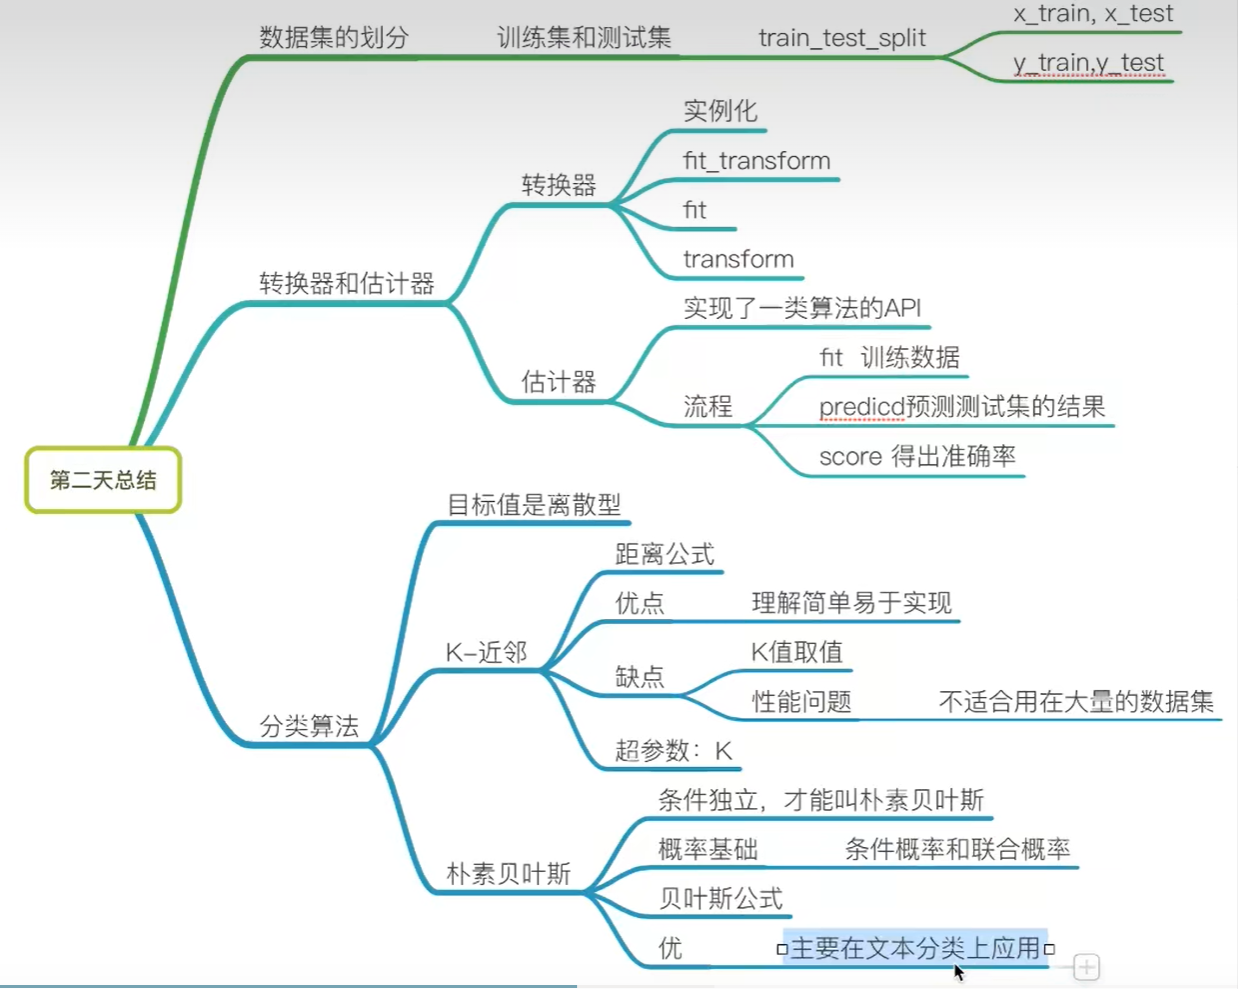 数据集的划分 训练集和测试集 train_test_split
x_train, x_test
y_train,y_test
转换器和估计器
转换器
实例化
fit_transform
fit
transform
估计器
实现了一类算法的API
流程
fit 训练数据
predicd预测测试集的结果
score 得出准确率
第二天总结
分类算法
目标值是离散型
K-近邻
距离公式
优点 理解简单易于实现
缺点
K值取值
性能问题 不适合用在大量的数据集
超参数：K
朴素贝叶斯
条件独立，才能叫朴素贝叶斯
概率基础 条件概率和联合概率
贝叶斯公式
优 主要在文本分类上应用